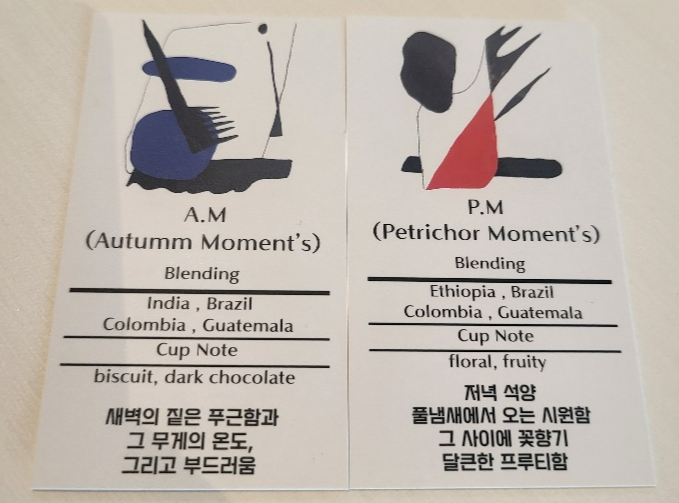 A.M
(Autumm Moment's)
Blending
India , Brazil
Colombia , Guatemala
Cup Note
biscuit, dark chocolate
새벽의 짙은 푸근함과
그 무게의 온도,
그리고 부드러움
P.M
(Petrichor Moment's)
Blending
Ethiopia , Brazil
Colombia , Guatemala
Cup Note
floral, fruity
저녁 석양
풀냄새에서 오는 시원함
그 사이에 꽃향기
달큰한 프루티함